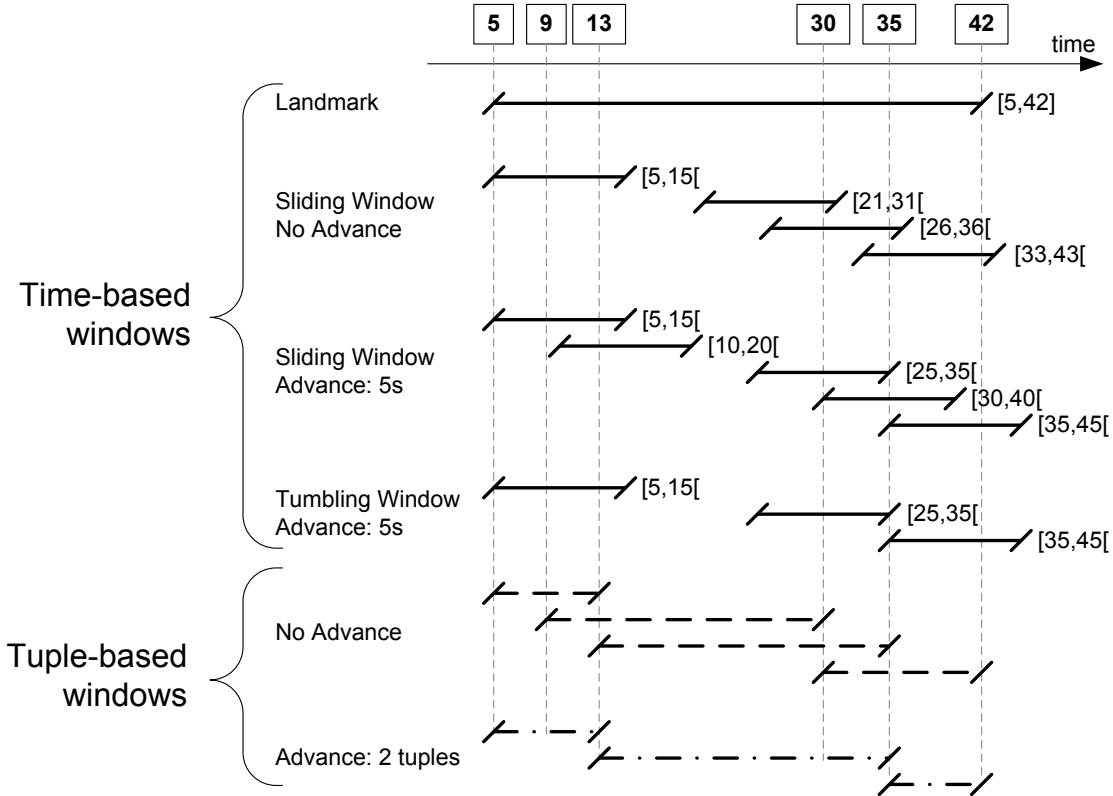 5 9 13 30 35 42
time
Landmark
[5,42]
[5,15[
Sliding Window
No Advance
[21,31[
[26,36[
[33,43[
Time-based
windows
[5,15[
Sliding Window
Advance: 5s
[10,20[
[25,35[
[30,40[
[35,45[
[5,15[
Tumbling Window
Advance: 5s
[25,35[
[35,45[
No Advance
Tuple-based
windows
Advance: 2 tuples